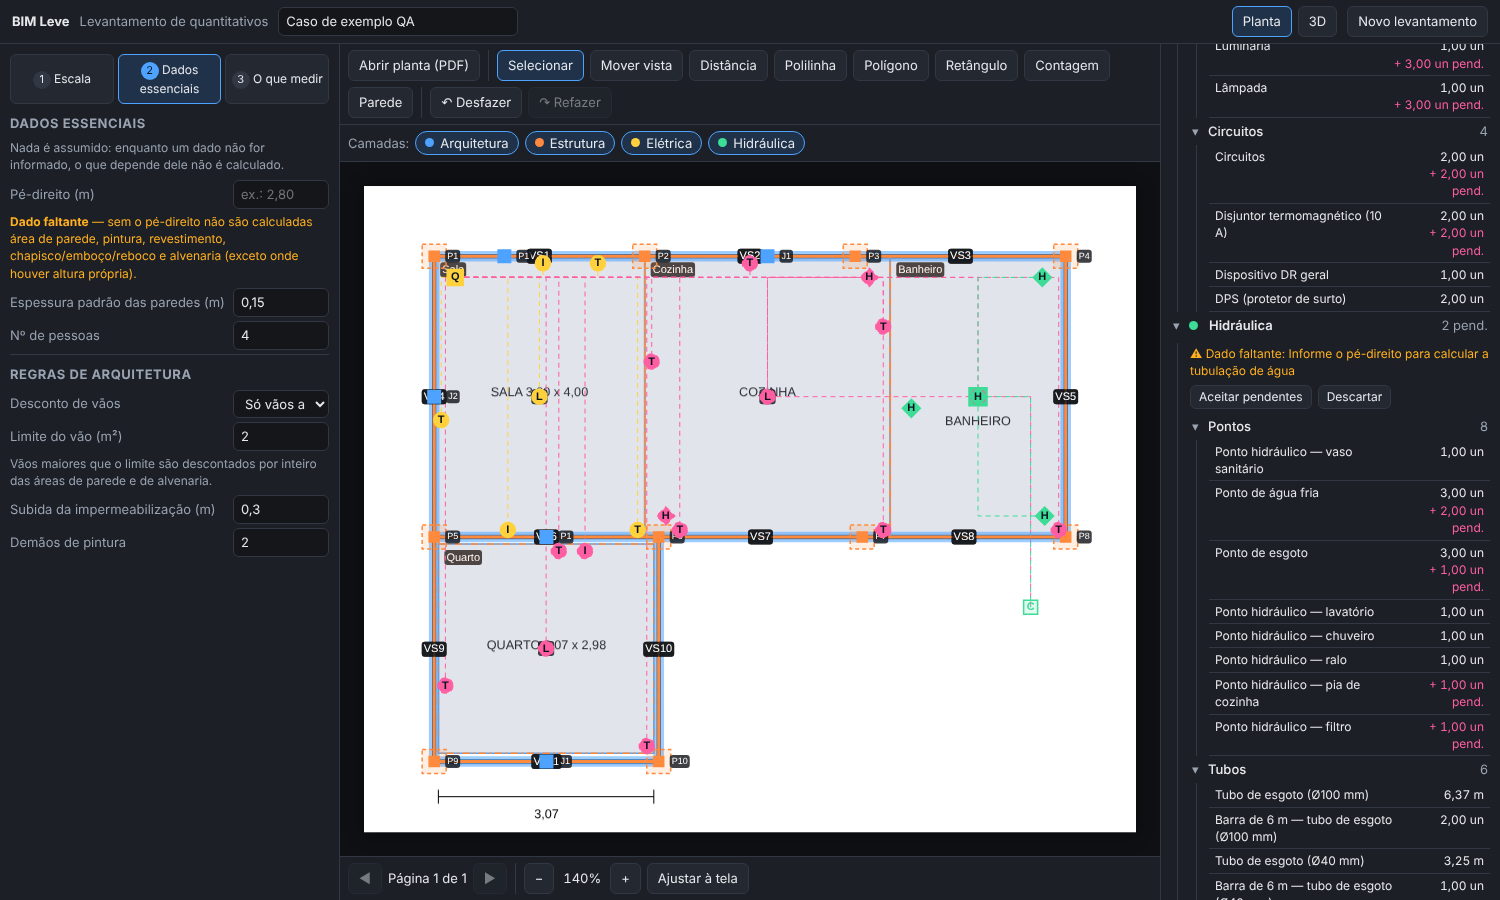 BIM Leve Levantamento de quantitativos Caso de exemplo QA
Planta 3D Novo levantamento
1 Escala
2 Dados essenciais
3 O que medir
DADOS ESSENCIAIS
Nada é assumido: enquanto um dado não for
informado, o que depende dele não é calculado.
Pé-direito (m) ex.: 2,80
Dado faltante — sem o pé-direito não são calculadas
área de parede, pintura, revestimento,
chapisco/emboço/reboco e alvenaria (exceto onde
houver altura própria).
Espessura padrão das paredes (m) 0,15
Nº de pessoas 4
REGRAS DE ARQUITETURA
Desconto de vãos Só vãos a
Limite do vão (m²) 2
Vãos maiores que o limite são descontados por inteiro
das áreas de parede e de alvenaria.
Subida da impermeabilização (m) 0,3
Demãos de pintura 2
Abrir planta (PDF) Selecionar Mover vista Distância Polilinha Polígono Retângulo Contagem
Parede ↶ Desfazer ↷ Refazer
Camadas: Arquitetura Estrutura Elétrica Hidráulica
P1 P1 I T P2 T J1 P3 VS3 P4
Q Cozinha H Banheiro H
T
T
SALA 3, 0 x 4,00 L COZINHA L H VS5
J2 T H BANHEIRO
H H
P5 I P1 T T VS7 T VS8 T P8
Quarto T I
C
VS9 QUARTO 07 x 2,98 L VS10
T
T
P9 J1 P10
3,07
◀ Página 1 de 1 ▶ − 140% + Ajustar à tela
Luminária 1,00 un
+ 3,00 un pend.
Lâmpada 1,00 un
+ 3,00 un pend.
▼ Circuitos 4
Circuitos 2,00 un
+ 2,00 un
pend.
Disjuntor termomagnético (10 A) 2,00 un
+ 2,00 un
pend.
Dispositivo DR geral 1,00 un
DPS (protetor de surto) 2,00 un
▼ Hidráulica 2 pend.
⚠ Dado faltante: Informe o pé-direito para calcular a
tubulação de água
Aceitar pendentes Descartar
▼ Pontos 8
Ponto hidráulico — vaso sanitário 1,00 un
Ponto de água fria 3,00 un
+ 2,00 un
pend.
Ponto de esgoto 3,00 un
+ 1,00 un
pend.
Ponto hidráulico — lavatório 1,00 un
Ponto hidráulico — chuveiro 1,00 un
Ponto hidráulico — ralo 1,00 un
Ponto hidráulico — pia de cozinha + 1,00 un
pend.
Ponto hidráulico — filtro + 1,00 un
pend.
▼ Tubos 6
Tubo de esgoto (Ø100 mm) 6,37 m
Barra de 6 m — tubo de esgoto (Ø100 mm) 2,00 un
Tubo de esgoto (Ø40 mm) 3,25 m
Barra de 6 m — tubo de esgoto 1,00 un